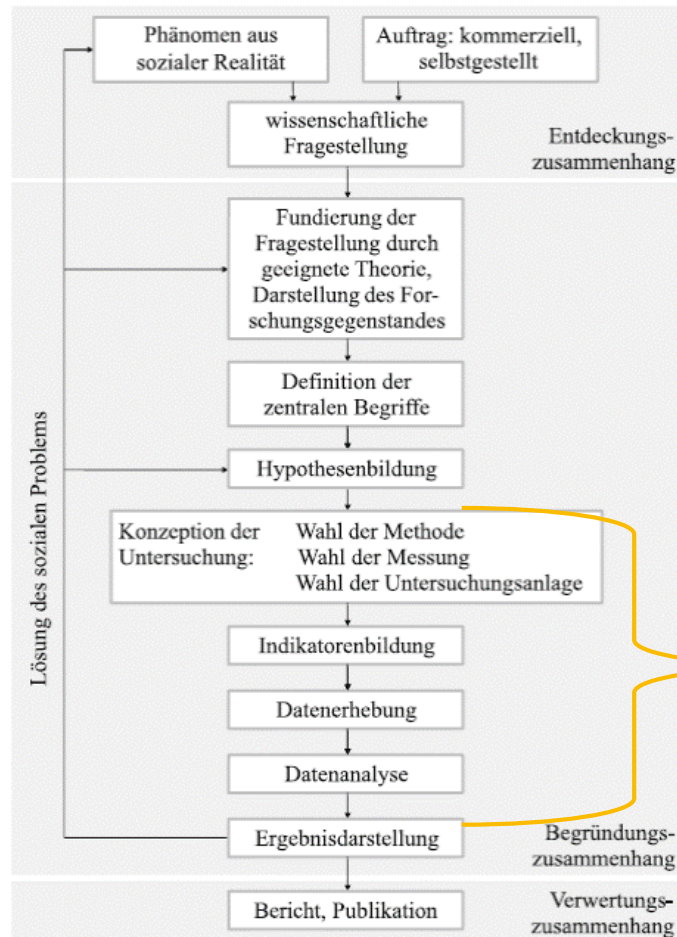 Phänomen aus
sozialer Realität
Auftrag: kommerziell,
selbstgestellt
wissenschaftliche
Fragestellung
Entdeckungs-
zusammenhang
Fundierung der
Fragestellung durch
geeignete Theorie,
Darstellung des For-
schungsgegenstandes
Definition der
zentralen Begriffe
Hypothesenbildung
Lösung des sozialen Problems
Konzeption der Wahl der Methode
Untersuchung: Wahl der Messung
Wahl der Untersuchungsanlage
Indikatorenbildung
Datenerhebung
Datenanalyse
Ergebnisdarstellung
Begründungs-
zusammenhang
Bericht, Publikation
Verwertungs-
zusammenhang